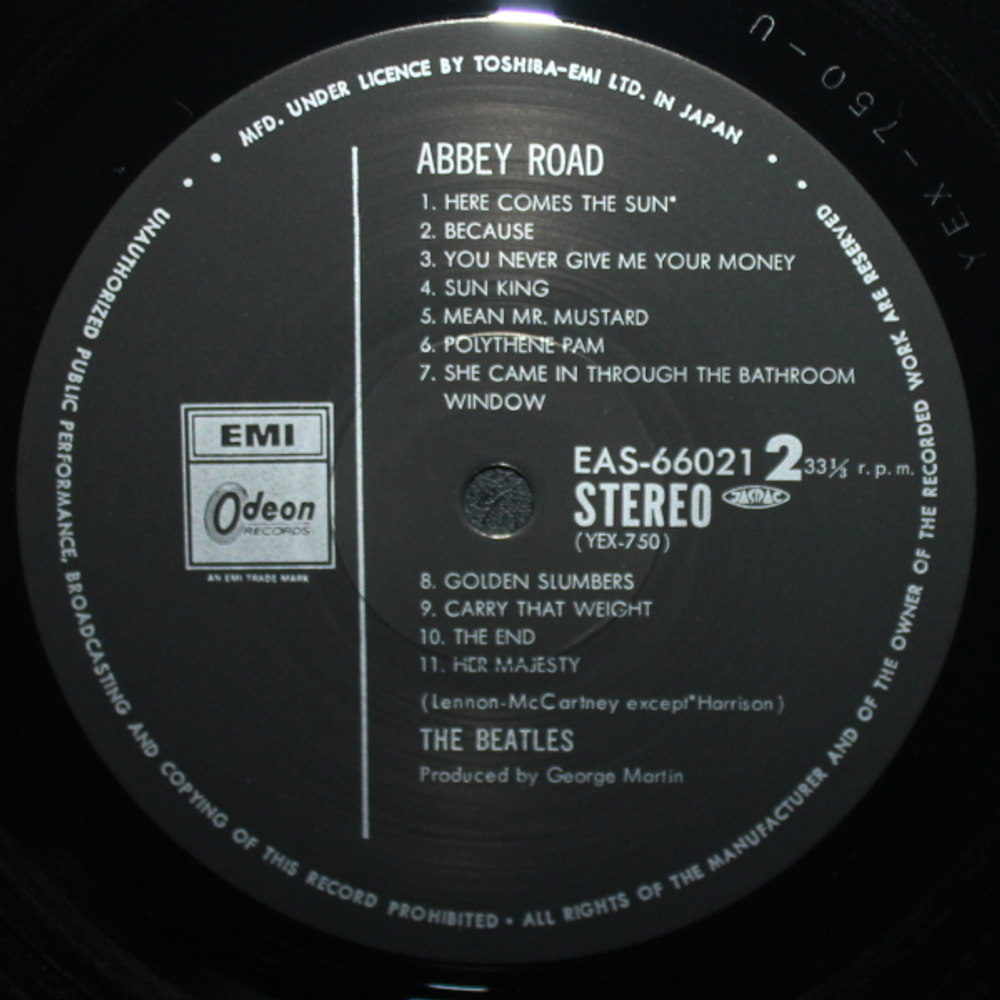 MFD. UNDER LICENCE BY TOSHIBA-EMI LTD. IN JAPAN
ABBEY ROAD
1. HERE COMES THE SUN*
2. BECAUSE
3. YOU NEVER GIVE ME YOUR MONEY
4. SUN KING
5. MEAN MR. MUSTARD
6. POLYTHENE PAM
7. SHE CAME IN THROUGH THE BATHROOM
WINDOW
EMI
Odeon
RECORDS
AN EMI TRADE MARK
EAS-66021 2 33⅓ r.p.m.
STEREO JASRAC
(YEX-750)
8. GOLDEN SLUMBERS
9. CARRY THAT WEIGHT
10. THE END
11. HER MAJESTY
(Lennon-McCartney except*Harrison)
THE BEATLES
Produced by George Martin
UNAUTHORIZED PUBLIC PERFORMANCE, BROADCASTING AND COPYING OF THIS RECORD PROHIBITED • ALL RIGHTS OF THE MANUFACTURER AND OF THE OWNER OF THE RECORDED WORK ARE RESERVED
YEX-750-U